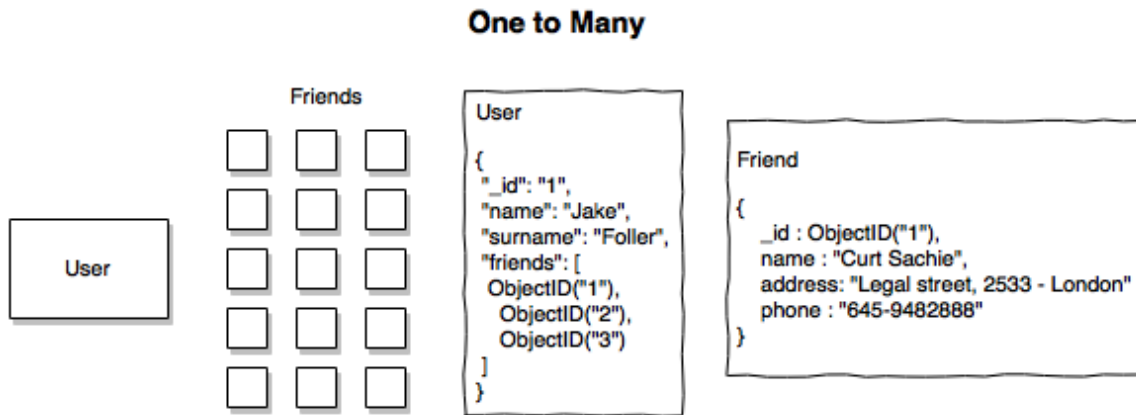 One to Many
User
Friends
User
{
"_id": "1",
"name": "Jake",
"surname": "Foller",
"friends": [
ObjectID("1"),
ObjectID("2"),
ObjectID("3")
]
}
Friend
{
_id : ObjectID("1"),
name : "Curt Sachie",
address: "Legal street, 2533 - London"
phone : "645-9482888"
}